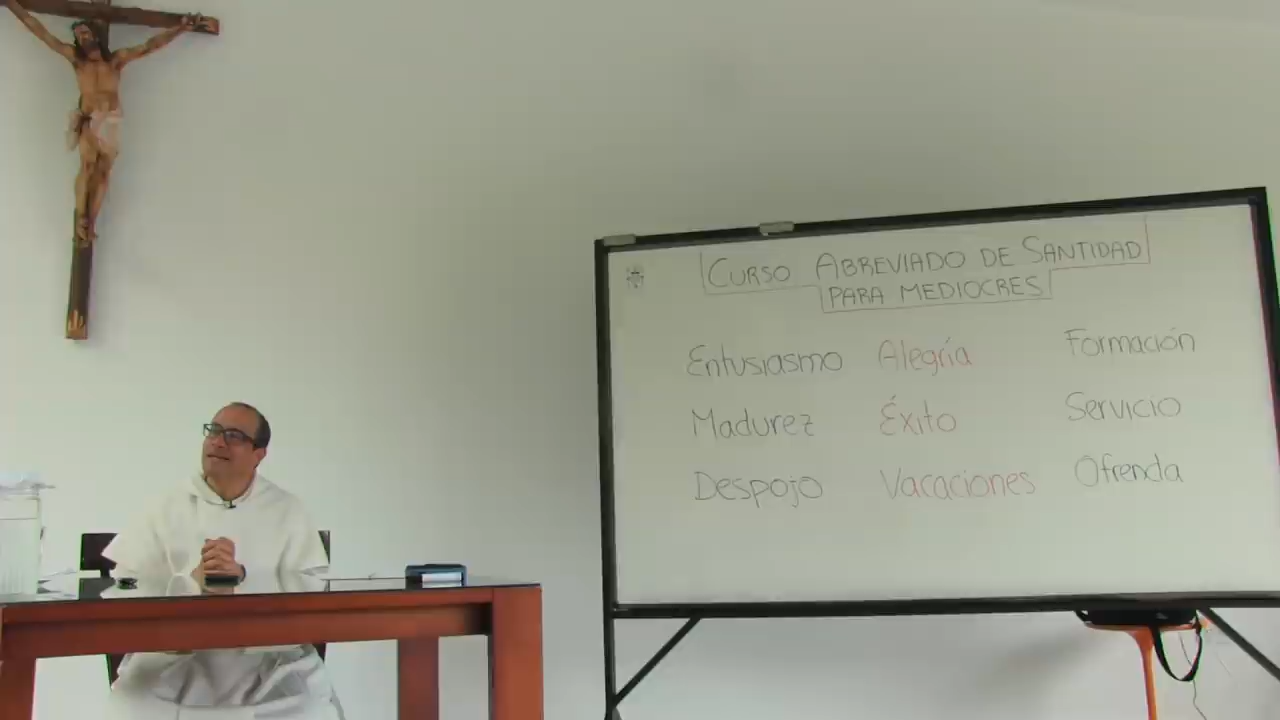 CURSO ABREVIADO DE SANTIDAD
PARA MEDIOCRES
Entusiasmo Alegría Formación
Madurez Éxito Servicio
Despojo Vacaciones Ofrenda